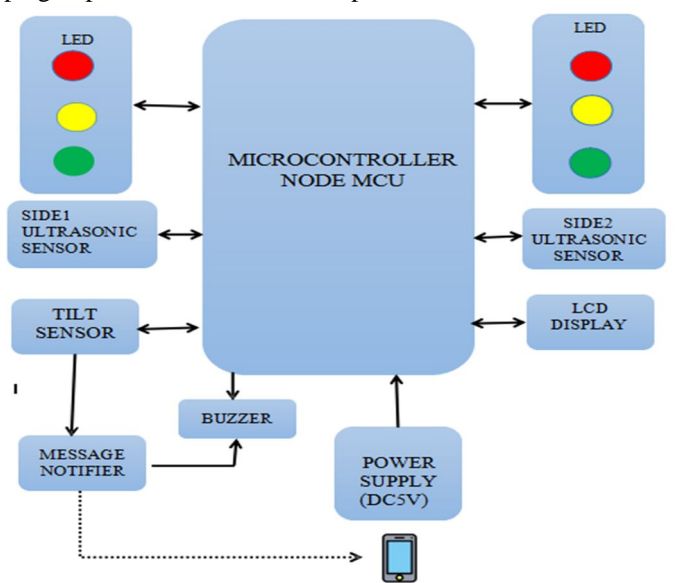 LED
LED
MICROCONTROLLER
NODE MCU
SIDE1
ULTRASONIC
SENSOR
SIDE2
ULTRASONIC
SENSOR
TILT
SENSOR
LCD
DISPLAY
BUZZER
MESSAGE
NOTIFIER
POWER
SUPPLY
(DC5V)